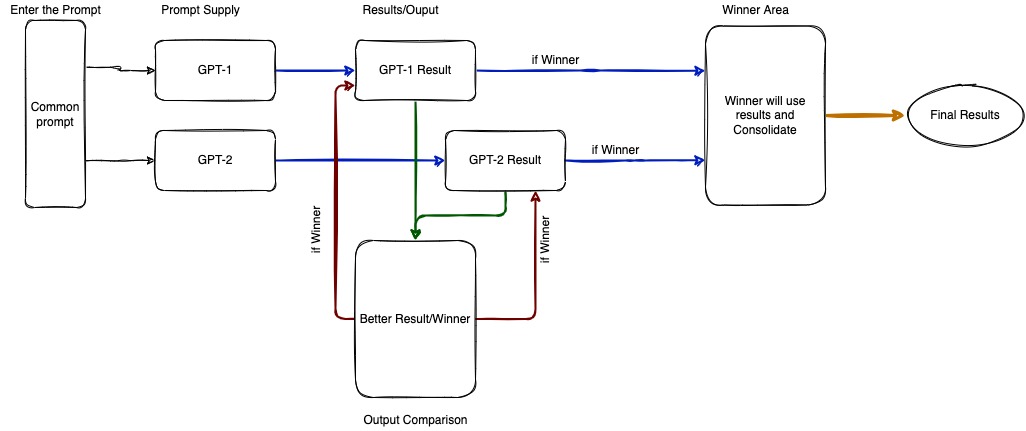 Enter the Prompt
Prompt Supply
Results/Ouput
Winner Area
Common
prompt
GPT-1
GPT-1 Result
if Winner
GPT-2
GPT-2 Result
if Winner
Winner will use
results and
Consolidate
Final Results
if Winner
if Winner
Better Result/Winner
Output Comparison